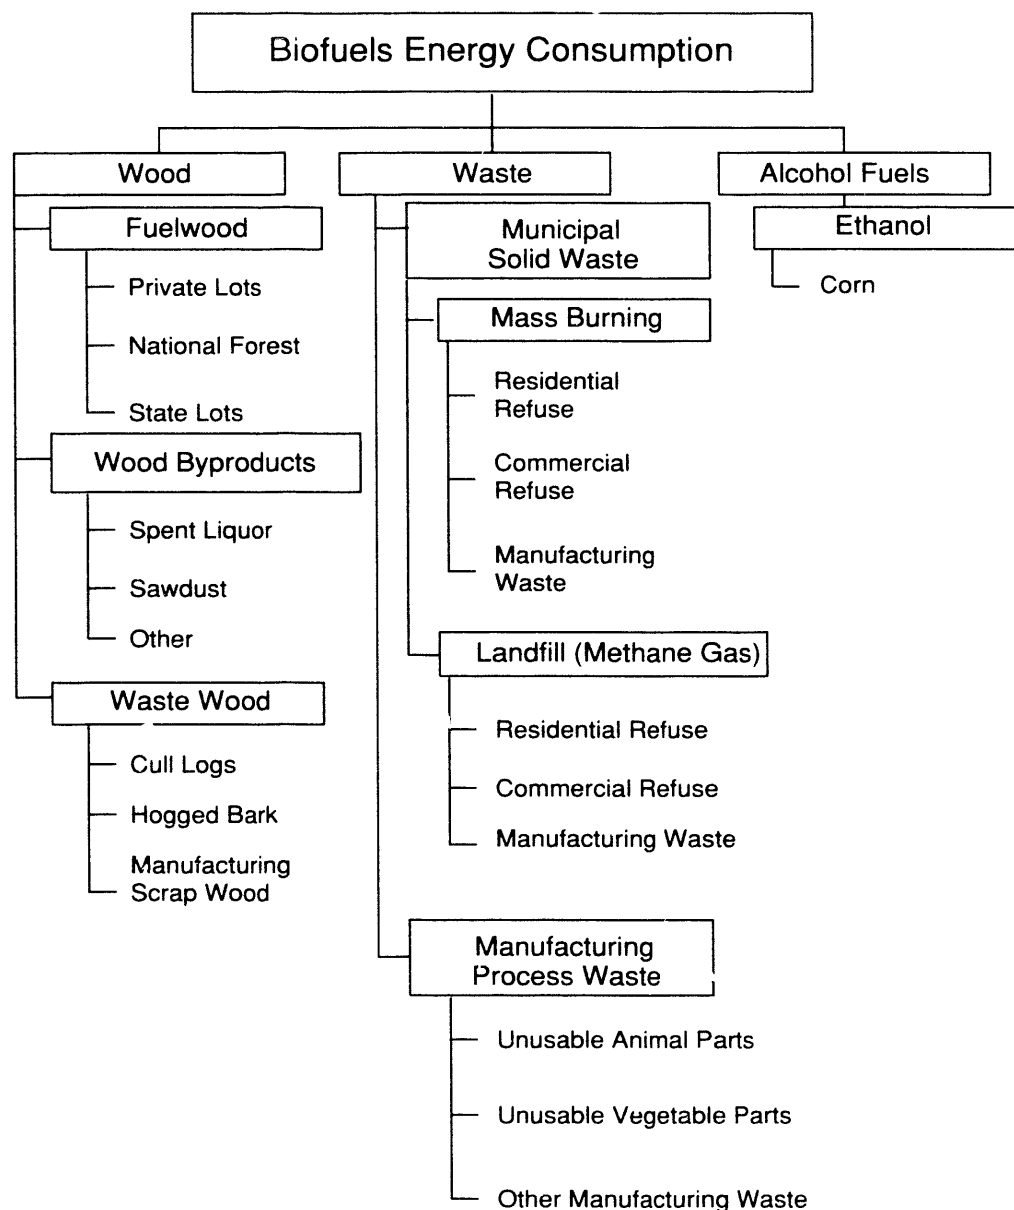 Biofuels Energy Consumption
Wood
Fuelwood
Private Lots
National Forest
State Lots
Wood Byproducts
Spent Liquor
Sawdust
Other
Waste Wood
Cull Logs
Hogged Bark
Manufacturing
Scrap Wood
Waste
Municipal
Solid Waste
Mass Burning
Residential
Refuse
Commercial
Refuse
Manufacturing
Waste
Landfill (Methane Gas)
Residential Refuse
Commercial Refuse
Manufacturing Waste
Manufacturing
Process Waste
Unusable Animal Parts
Unusable Vegetable Parts
Other Manufacturing Waste
Alcohol Fuels
Ethanol
Corn